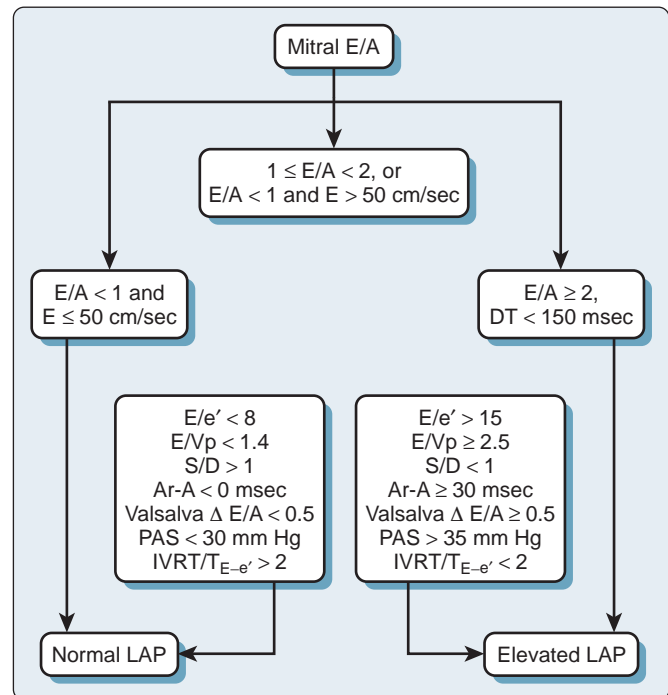 Mitral E/A
1 ≤ E/A < 2, or
E/A < 1 and E > 50 cm/sec
E/A < 1 and
E ≤ 50 cm/sec
E/A ≥ 2,
DT < 150 msec
E/e′ < 8
E/Vp < 1.4
S/D > 1
Ar-A < 0 msec
Valsalva Δ E/A < 0.5
PAS < 30 mm Hg
IVRT/T_E–e′ > 2
E/e′ > 15
E/Vp ≥ 2.5
S/D < 1
Ar-A ≥ 30 msec
Valsalva Δ E/A ≥ 0.5
PAS > 35 mm Hg
IVRT/T_E–e′ < 2
Normal LAP
Elevated LAP